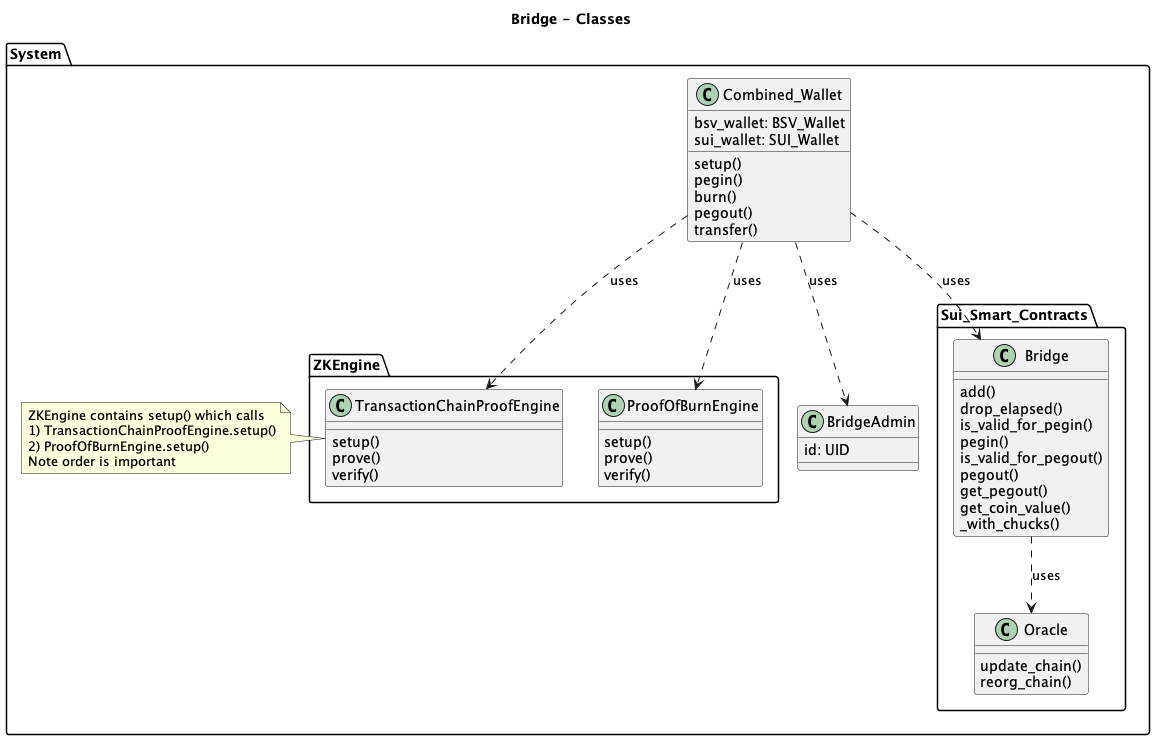 Bridge - Classes
System
C Combined_Wallet
bsv_wallet: BSV_Wallet
sui_wallet: SUI_Wallet
setup()
pegin()
burn()
pegout()
transfer()
uses
uses
uses
uses
ZKEngine
C TransactionChainProofEngine
setup()
prove()
verify()
C ProofOfBurnEngine
setup()
prove()
verify()
ZKEngine contains setup() which calls
1) TransactionChainProofEngine.setup()
2) ProofOfBurnEngine.setup()
Note order is important
C BridgeAdmin
id: UID
Sui_Smart_Contracts
C Bridge
add()
drop_elapsed()
is_valid_for_pegin()
pegin()
is_valid_for_pegout()
pegout()
get_pegout()
get_coin_value()
_with_chucks()
uses
C Oracle
update_chain()
reorg_chain()